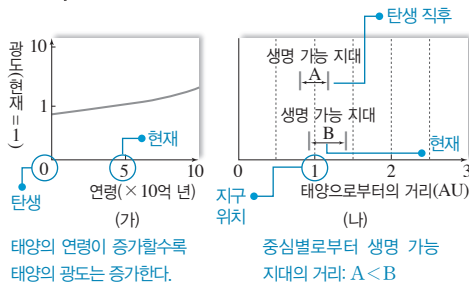 탄생 직후
광도(현재=1)
10
1
0
5
10
현재
연령(×10억 년)
탄생
(가)
태양의 연령이 증가할수록
태양의 광도는 증가한다.
생명 가능 지대
A
생명 가능 지대
B
현재
0
1
2
3
지구
위치
태양으로부터의 거리(AU)
(나)
중심별로부터 생명 가능
지대의 거리: A<B